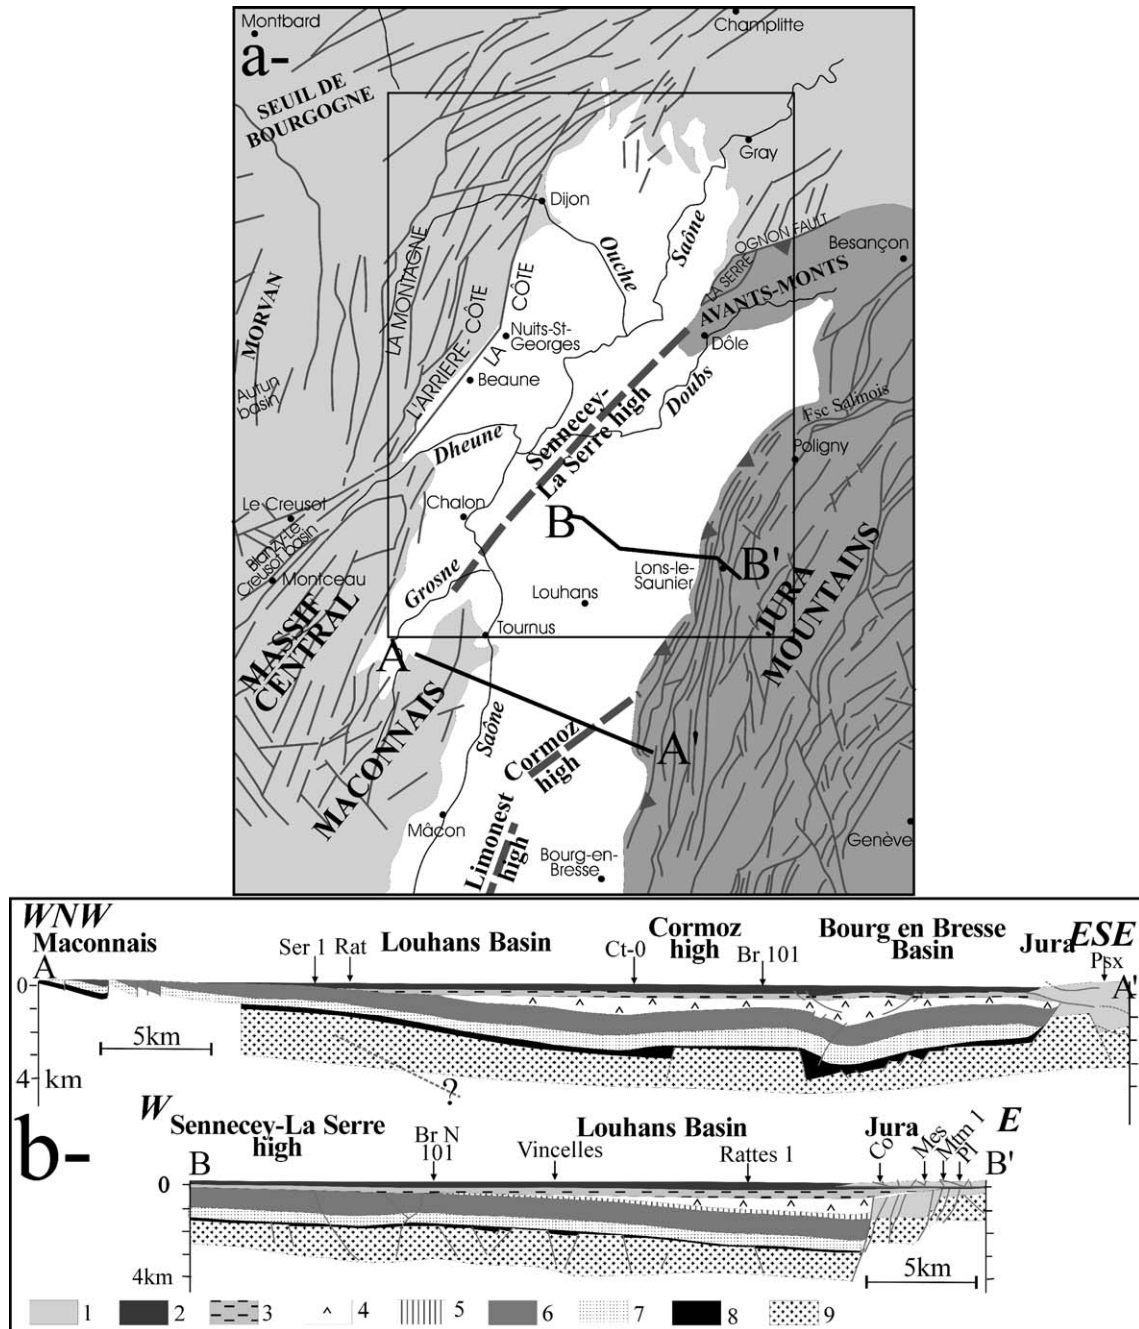 a-
Montbard
Champlitte
SEUIL DE
BOURGOGNE
Gray
Dijon
Saône
Ouche
OGNON FAULT
LA SERRE
Besançon
AVANTS-MONTS
MORVAN
LA MONTAGNE
L'ARRIERE-CÔTE
LA CÔTE
Nuits-St-
Georges
Dôle
Beaune
Autun
basin
Doubs
Sennecey-
La Serre high
Dheune
Poligny
Le Creusot
Blanzy-Le
Creusot basin
Chalon
B
B'
Lons-le-
Saunier
Montceau
Grosne
Louhans
JURA
MOUNTAINS
MASSIF
CENTRAL
Tournus
A
MACONNAIS
Saône
A'
Cormoz
high
Mâcon
Limonest
high
Bourg-en-
Bresse
Genève
WNW
Maconnais
A
Ser 1
Rat
Louhans Basin
Ct-0
Cormoz
high
Br 101
Bourg en Bresse
Basin
Jura
ESE
Psx
A'
0
5km
4
km
?
b-
W
Sennecey-La Serre
high
B
Br N
101
Vincelles
Louhans Basin
Rattes 1
Jura
Co
Mes
Mtm 1
Pl
E
B'
0
4km
5km
1 2 3 4 5 6 7 8 9